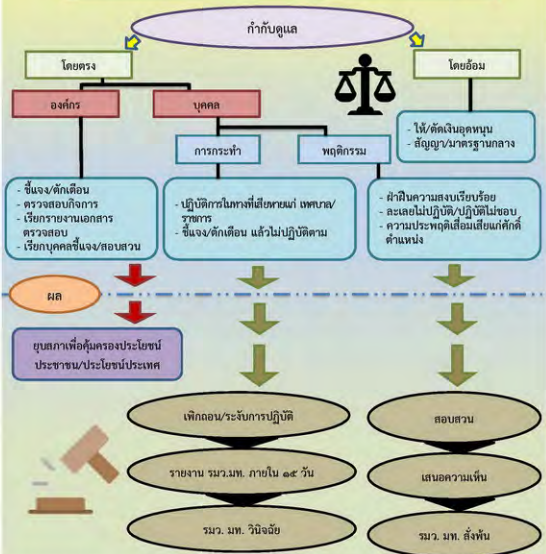 กำกับดูแล
โดยตรง
โดยอ้อม
องค์กร
บุคคล
- ให้/ตัดเงินอุดหนุน
- สัญญา/มาตรฐานกลาง
การกระทำ
พฤติกรรม
- ชี้แจง/ตักเตือน
- ตรวจสอบกิจการ
- เรียกรายงานเอกสาร
ตรวจสอบ
- เรียกบุคคลชี้แจง/สอบสวน
- ปฏิบัติการในทางที่เสียหายแก่ เทศบาล/
ราชการ
- ชี้แจง/ตักเตือน แล้วไม่ปฏิบัติตาม
- ฝ่าฝืนความสงบเรียบร้อย
- ละเลยไม่ปฏิบัติ/ปฏิบัติไม่ชอบ
- ความประพฤติเสื่อมเสียแก่ศักดิ์
ตำแหน่ง
ผล
ยุบสภาเพื่อคุ้มครองประโยชน์
ประชาชน/ประโยชน์ประเทศ
เพิกถอน/ระงับการปฏิบัติ
รายงาน รมว.มท. ภายใน ๑๕ วัน
รมว. มท. วินิจฉัย
สอบสวน
เสนอความเห็น
รมว. มท. สั่งพ้น